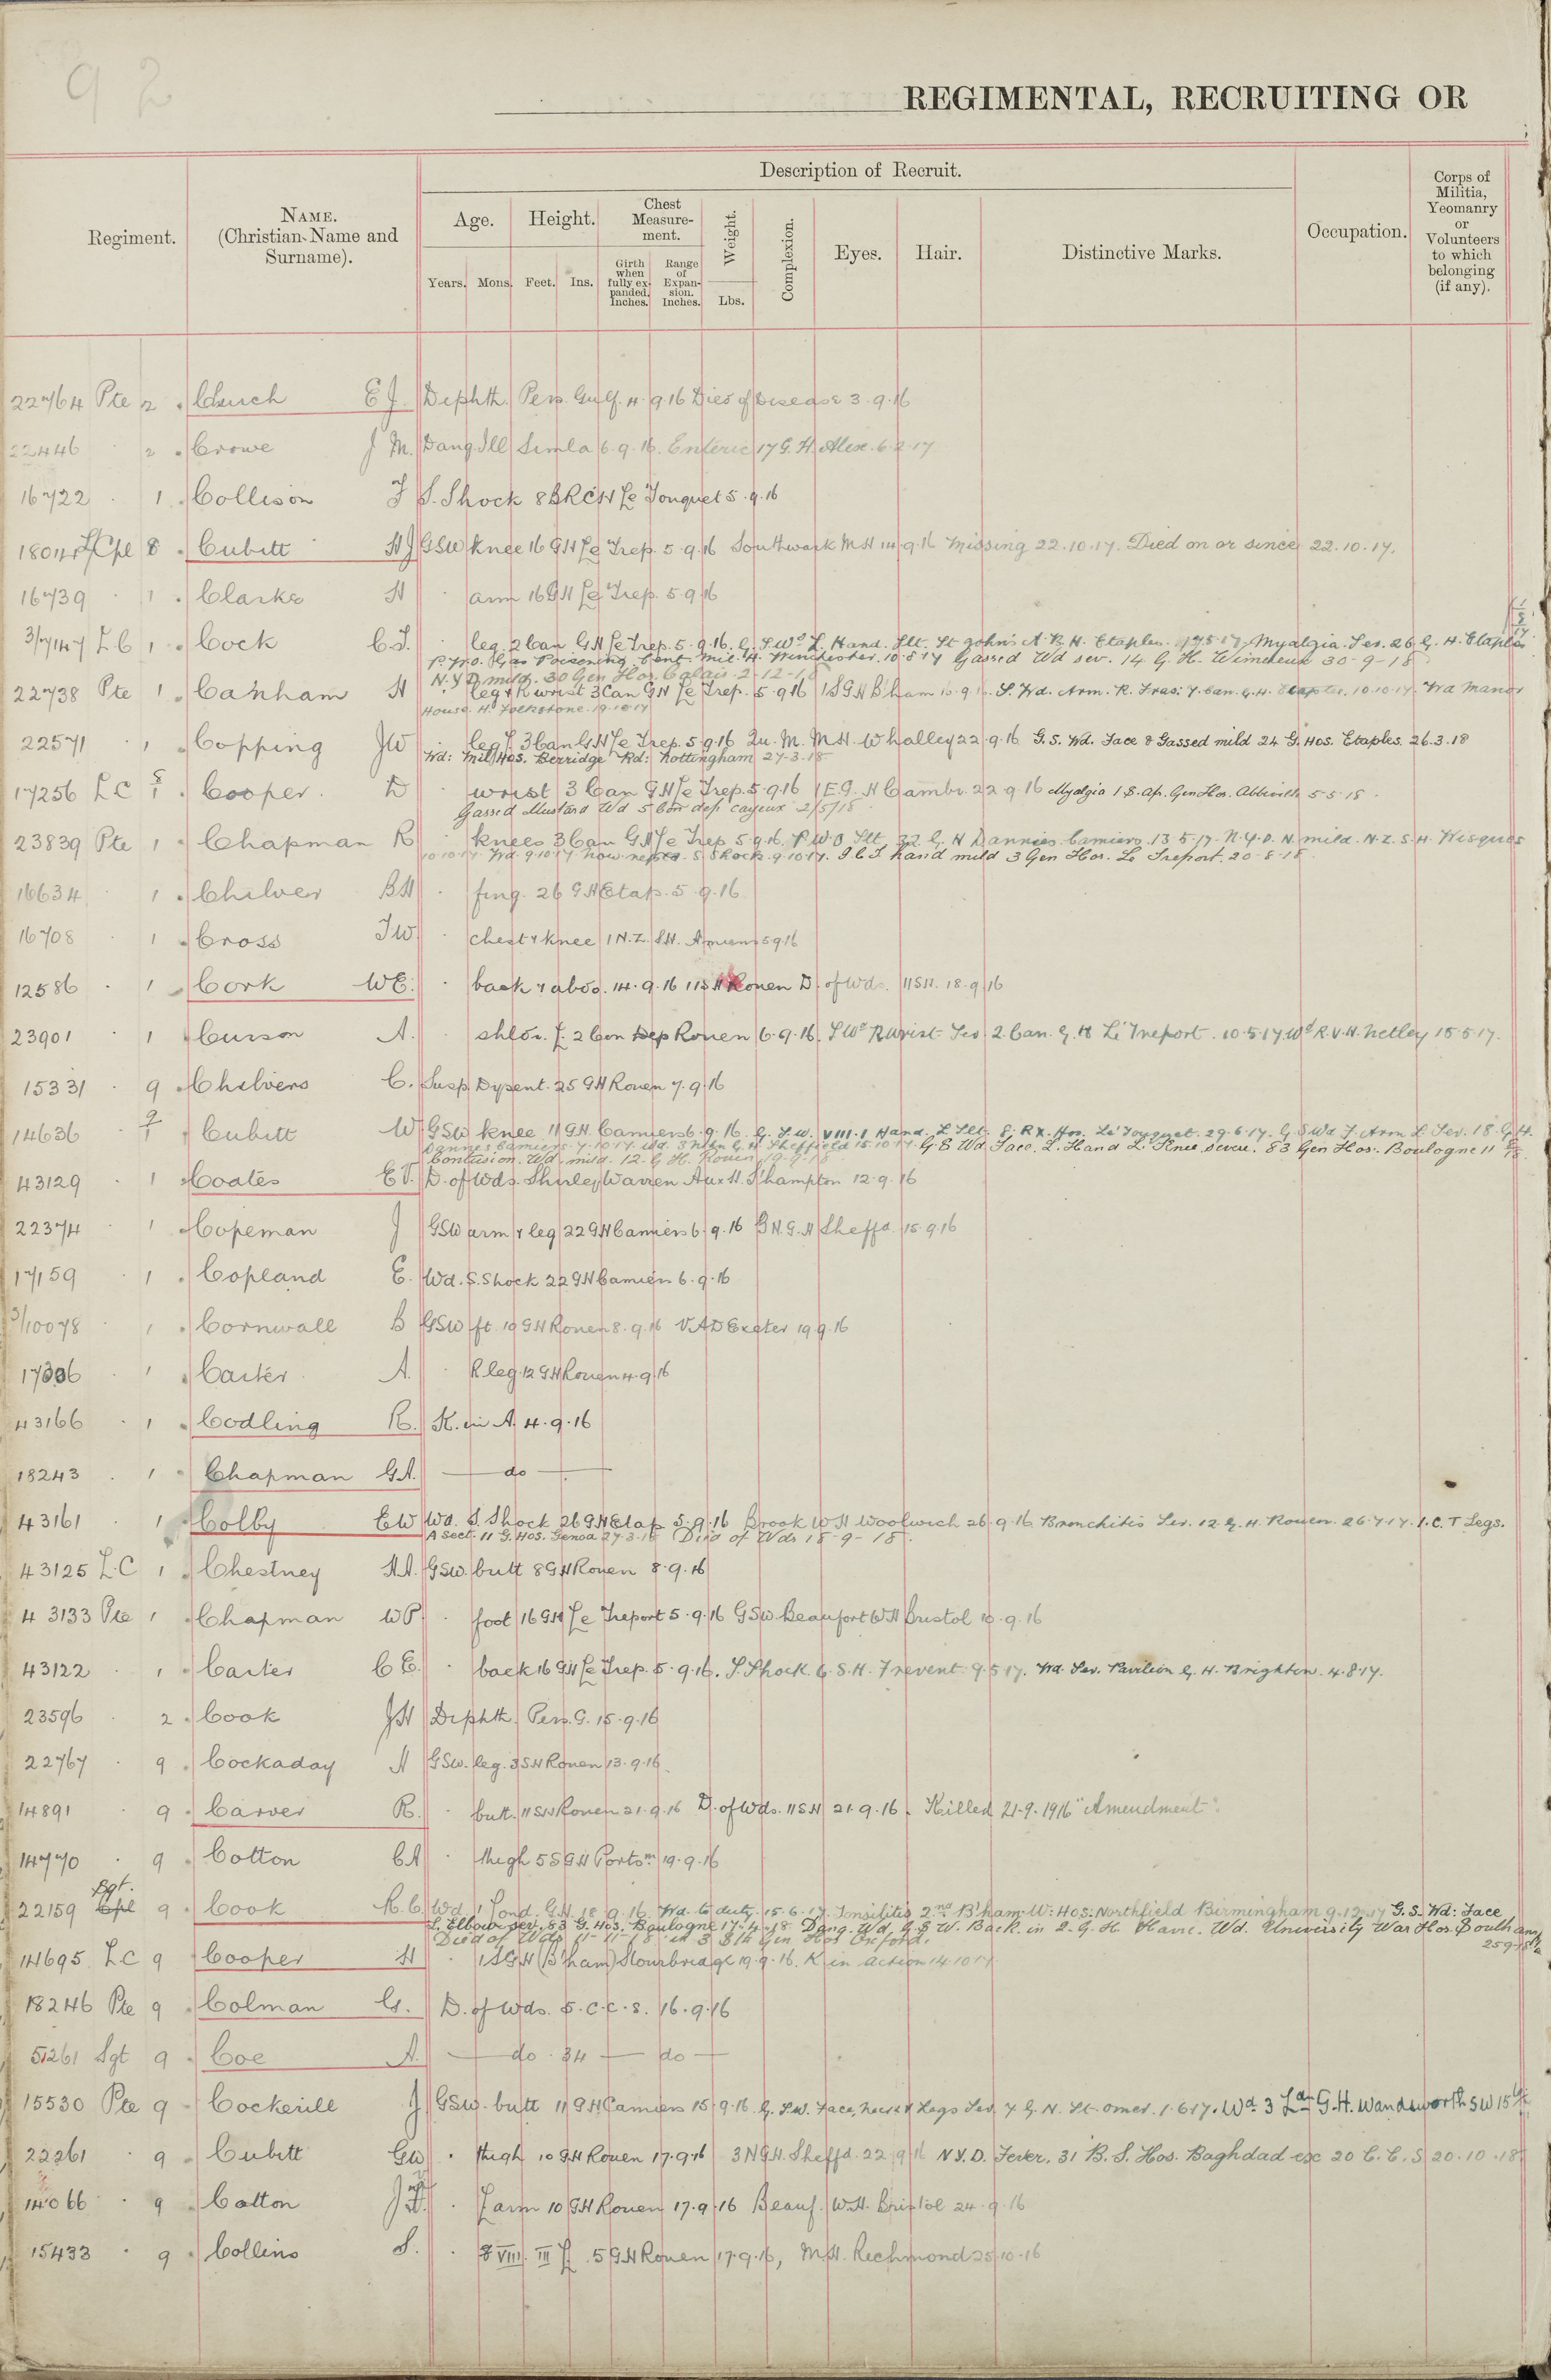 92
REGIMENTAL, RECRUITING OR
Regiment.
NAME.
(Christian Name and
Surname).
Description of Recruit.
Age.
Height.
Chest
Measure-
ment.
Weight.
Complexion.
Eyes.
Hair.
Distinctive Marks.
Occupation.
Corps of
Militia,
Yeomanry
or
Volunteers
to which
belonging
(if any).
Years.
Mons.
Feet.
Ins.
Girth
when
fully ex-
panded.
Inches.
Range
of
Expan-
sion.
Inches.
Lbs.
22764 Pte 2 Church E J. Diphth. Pers. Gulf. 4.9.16 Dies of Disease 3.9.16
22446 2 Crowe J M. Dang. Ill Simla 6.9.16. Enteric 17 G.H. Alex. 6.2.17
16722 1 Collison F S. Shock 8 BRCH Le Touquet 5.9.16
L/Cpl 8 Cubitt HJ GSW knee 16 GH Le Trep. 5.9.16 Southwark MH 14.9.16 Missing 22.10.17. Died on or since 22.10.17.
16739 1 Clarke H arm 16 GH Le Trep. 5.9.16
3/7147 LC 1 Cock C.J. leg. 2 Can GH Le Trep. 5.9.16. G.S.Wd L. Hand. Slt. St John's A.B.H. Etaples. 17.5.17. Myalgia. Sev. 26 G.H. Etaples
P.W.O. Gas Poisoning Cent. Mil. H. Winchester. 10.8.17 Gassed Wd sev. 14 G.H. Wimereux 30-9-18
N.Y.D. mild. 30 Gen Hos. Calais 2-12-18
22738 Pte 1 Canham H leg & R wrist 3 Can GH Le Trep. 5.9.16 1 S G H B'ham 10.9.16. S. Wd. Arm. R. Frac: 7. Can. G.H. Etaples. 10.10.17. Wd Manor
House. H. Folkstone. 19.10.17
22571 1 Copping JW leg L 3 Can GH Le Trep. 5.9.16 Qu. M. MH. Whalley 22.9.16 G.S. Wd. Face & Gassed mild 24 G. Hos. Etaples. 26.3.18
Wd: Mil Hos. Berridge Rd: Nottingham 27-3-18
17256 LC 1 Cooper. D wrist 3 Can GH Le Trep. 5.9.16 1 E.G.H Cambr. 22.9.16 Myalgia 1 S. Af. Gen Hos. Abbeville 5.5.18.
Gassed Mustard Wd 5 Con dep cayeux 2/5/18
23839 Pte 1 Chapman R knees 3 Can GH Le Trep 5.9.16. P.W.O Slt 22 G.H Dannes Camiers 13.5.17. N.Y.D. N. mild. N.Z.S.H. Wisques
10.10.17. Wd. 9.10.17 now reptd. S. Shock. 9.10.17. I.C.T. hand mild 3 Gen Hos. Le Treport. 20-8-18.
16634 1 Chilver BH fing. 26 GH Etap. 5.9.16
16708 1 Cross JW. chest & knee 1 N.Z. SH. Amiens 5.9.16
12586 1 Cork WE. back & abdo. 14.9.16 11 S H Rouen D. of Wds. 11 SH. 18.9.16
23901 1 Curson A. shldr. L. 2 Con Dep Rouen 6.9.16. S Wd R Wrist. Sev. 2. Can. G.H Le Treport. 10.5.17. Wd R.V.H. Netley 15.5.17.
15331 9 Chilvers C. Susp. Dysent. 25 GH Rouen 7.9.16
14636 9 1 Cubitt W GSW knee 11 GH. Camiers 6.9.16. G.S.W. VIII.1 Hand. L Slt. 8. RX. Hos. Le Touquet. 29.6.17. G.S. Wd F. Arm L. Sev. 18. G.H.
Dannes Camiers. 7.10.17. Wd. 3 Nthn G.H. Sheffield 15.10.17. G.S Wd. Face. L. Hand L. Knee severe. 83 Gen Hos. Boulogne 11
Contusion. Wd. mild. 12. G H. Rouen. 19-9-18
43129 1 Coates E V. D. of Wds. Shirley Warren Aux H. S'hampton 12.9.16
22374 1 Copeman J GSW arm & leg 22 GH Camiers 6.9.16 3 N.G.H Sheffd. 15.9.16
17159 1 Copland E. Wd. S. Shock 22 GH Camiers 6.9.16
3/10078 1 Cornwall B GSW ft. 10 GH Rouen 8.9.16 VAD Exeter 19.9.16
1 Carter A. R leg. 12 GH Rouen 4.9.16
43166 1 Codling R. K. in A. 4.9.16
18243 1 Chapman GA. do
43161 1 Colby EW Wd. S. Shock 26 GH Etap 5.9.16 Brook WH Woolwich 26.9.16. Bronchitis Sev. 12 G.H. Rouen. 26.7.17. I.C.T Legs.
A Sect. 11 G. Hos. Genoa 27.3.18 Died of Wds 18-9-18.
43125 L.C 1 Chestney HA. GSW. butt 8 GH Rouen 8.9.16
43133 Pte 1 Chapman WP. foot 16 GH Le Treport 5.9.16 GSW. Beaufort WH Bristol 10.9.16
43122 1 Carter C E. back 16 GH Le Trep. 5.9.16. S. Shock. 6. S.H. Frevent. 9.5.17. Wd. Sev. Pavilion G.H. Brighton. 4.8.17.
23596 2 Cook JH Diphth. Pers. G. 15.9.16
22767 9 Cockaday H GSW. leg. 3 SH Rouen 13.9.16.
14891 9 Carver R. butt. 11 SH Rouen 21.9.16 D. of Wds. 11 SH 21.9.16. Killed 21.9.1916 "Amendment".
14770 9 Cotton CA thigh 5 S GH Portsm 19.9.16
22159 Sgt. Cpl 9 Cook R.C. Wd 1 Lond. G.H. 18.9.16. Wd. to duty. 15.6.17. Tonsilitis 2nd B'ham. W: HOS: Northfield Birmingham 9.12.17 G.S. Wd: Face
L. Elbow sev. 83 G. Hos. Boulogne 17.4.18 Dang. Wd. G.S.W. Back. in 2. G.H. Havre. Wd. University War Hos. Southampton
25.9.18
Died of Wds 11-11-18 in 3 Sth Gen Hos Oxford.
14695 L.C 9 Cooper H 1 S G H (B'ham) Stourbridge 19.9.16. K in action 14.10.17
18246 Pte 9 Colman G. D. of Wds. 5.C.C.S. 16.9.16
5261 Sgt 9 Coe A. do 34 do
15530 Pte 9 Cockerill J GSW. butt 11 GH Camiers 15.9.16. G.S.W. Face, Neck & Legs Sev. 7. G.H. St. Omer. 1.6.17. Wd 3 Ldn G.H. Wandsworth SW 15
22261 9 Cubitt GW thigh 10 GH Rouen 17.9.16 3 NGH. Sheffd. 22.9.16 N.Y.D. Fever. 31 B.S. Hos. Baghdad exc 20 C.C.S. 20.10.18
14066 9 Catton L arm 10 GH Rouen 17.9.16 Beauf. W.H. Bristol 24.9.16
15433 9 Collins S. VIII. III L. 5 GH Rouen 17.9.16, MH. Richmond 25.10.16